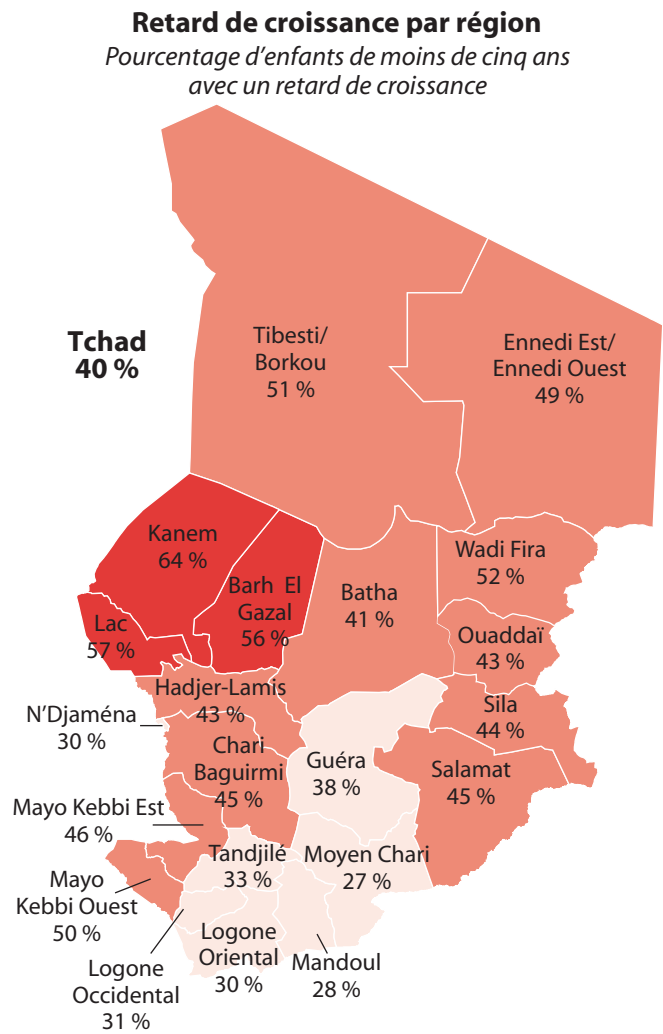 Retard de croissance par région
Pourcentage d'enfants de moins de cinq ans
avec un retard de croissance
Tchad
40 %
Tibesti/
Borkou
51 %
Ennedi Est/
Ennedi Ouest
49 %
Kanem
64 %
Barh El
Gazal
56 %
Lac
57 %
Batha
41 %
Wadi Fira
52 %
Ouaddaï
43 %
Sila
44 %
Hadjer-Lamis
43 %
N'Djaména
30 %
Chari
Baguirmi
45 %
Guéra
38 %
Salamat
45 %
Mayo Kebbi Est
46 %
Tandjilé
33 %
Moyen Chari
27 %
Mayo
Kebbi Ouest
50 %
Logone
Occidental
31 %
Logone
Oriental
30 %
Mandoul
28 %